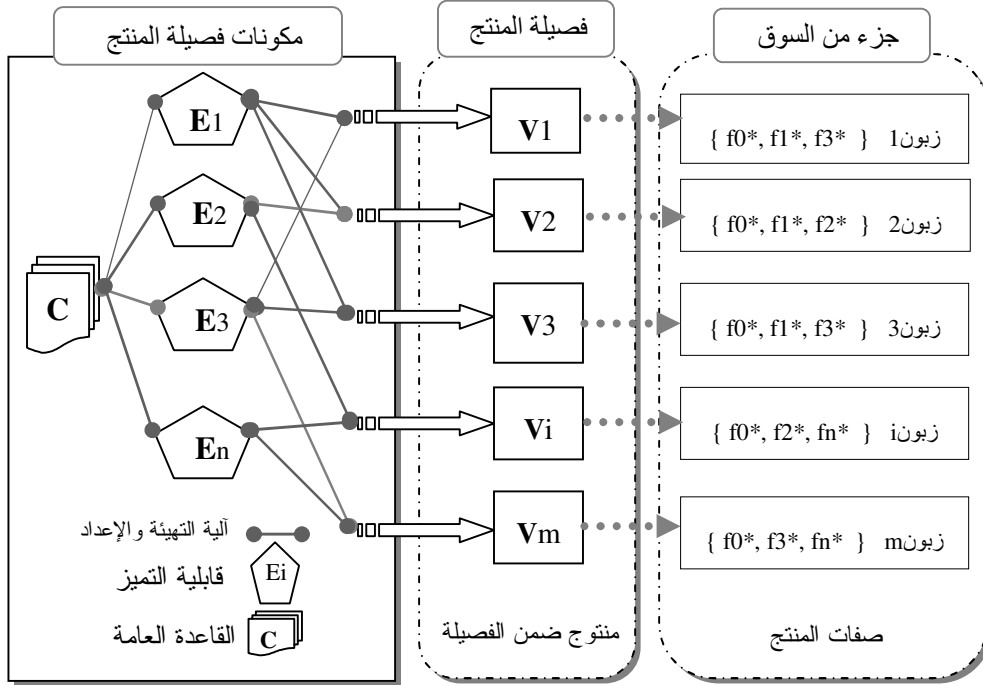 جزء من السوق
فصيلة المنتج
مكونات فصيلة المنتج
E1
E2
E3
En
C
V1
V2
V3
Vi
Vm
زبون1 { f0*, f1*, f3* }
زبون2 { f0*, f1*, f2* }
زبون3 { f0*, f1*, f3* }
زبونi { f0*, f2*, fn* }
زبونm { f0*, f3*, fn* }
آلية التهيئة والإعداد
Ei قابلية التميز
C القاعدة العامة
منتوج ضمن الفصيلة
صفات المنتج